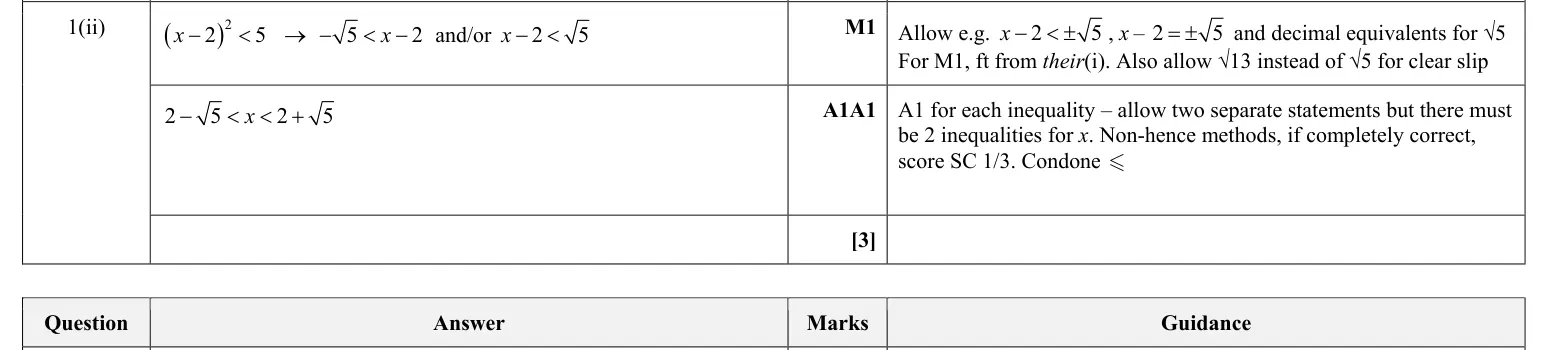 1(ii) (x − 2)² < 5 → −√5 < x − 2 and/or x − 2 < √5 M1 Allow e.g. x − 2 < ±√5 , x – 2 = ±√5 and decimal equivalents for √5
For M1, ft from their(i). Also allow √13 instead of √5 for clear slip
2 − √5 < x < 2 + √5 A1A1 A1 for each inequality – allow two separate statements but there must
be 2 inequalities for x. Non-hence methods, if completely correct,
score SC 1/3. Condone ⩽
[3]
Question Answer Marks Guidance